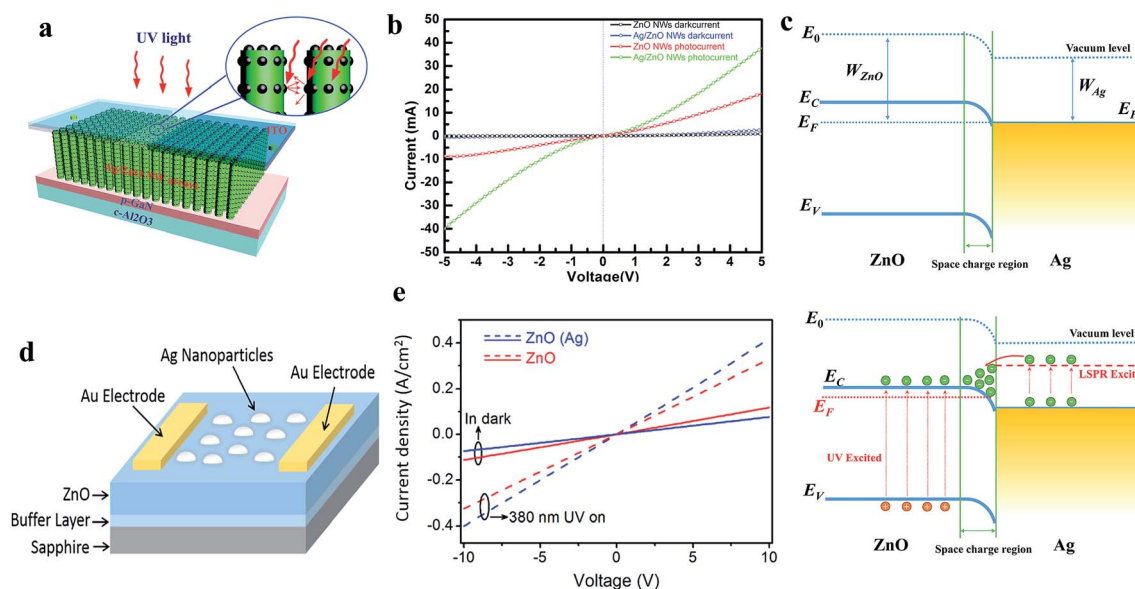 a
UV light
ITO
p-GaN
c-Al2O3
b
50
40
30
20
10
0
-10
-20
-30
-40
-50
Current (mA)
ZnO NWs darkcurrent
Ag/ZnO NWs darkcurrent
ZnO NWs photocurrent
Ag/ZnO NWs photocurrent
-5 -4 -3 -2 -1 0 1 2 3 4 5
Voltage(V)
c
E0
Vacuum level
WZnO
WAg
EC
EF
EV
ZnO
Space charge region
Ag
d
Ag Nanoparticles
Au Electrode
Au Electrode
ZnO
Buffer Layer
Sapphire
e
Current density (A/cm2)
0.4
0.2
0.0
-0.2
-0.4
ZnO (Ag)
ZnO
In dark
380 nm UV on
-10 -5 0 5 10
Voltage (V)
E0
Vacuum level
EC
LSPR Excit
EF
UV Excited
EV
ZnO
Space charge region
Ag